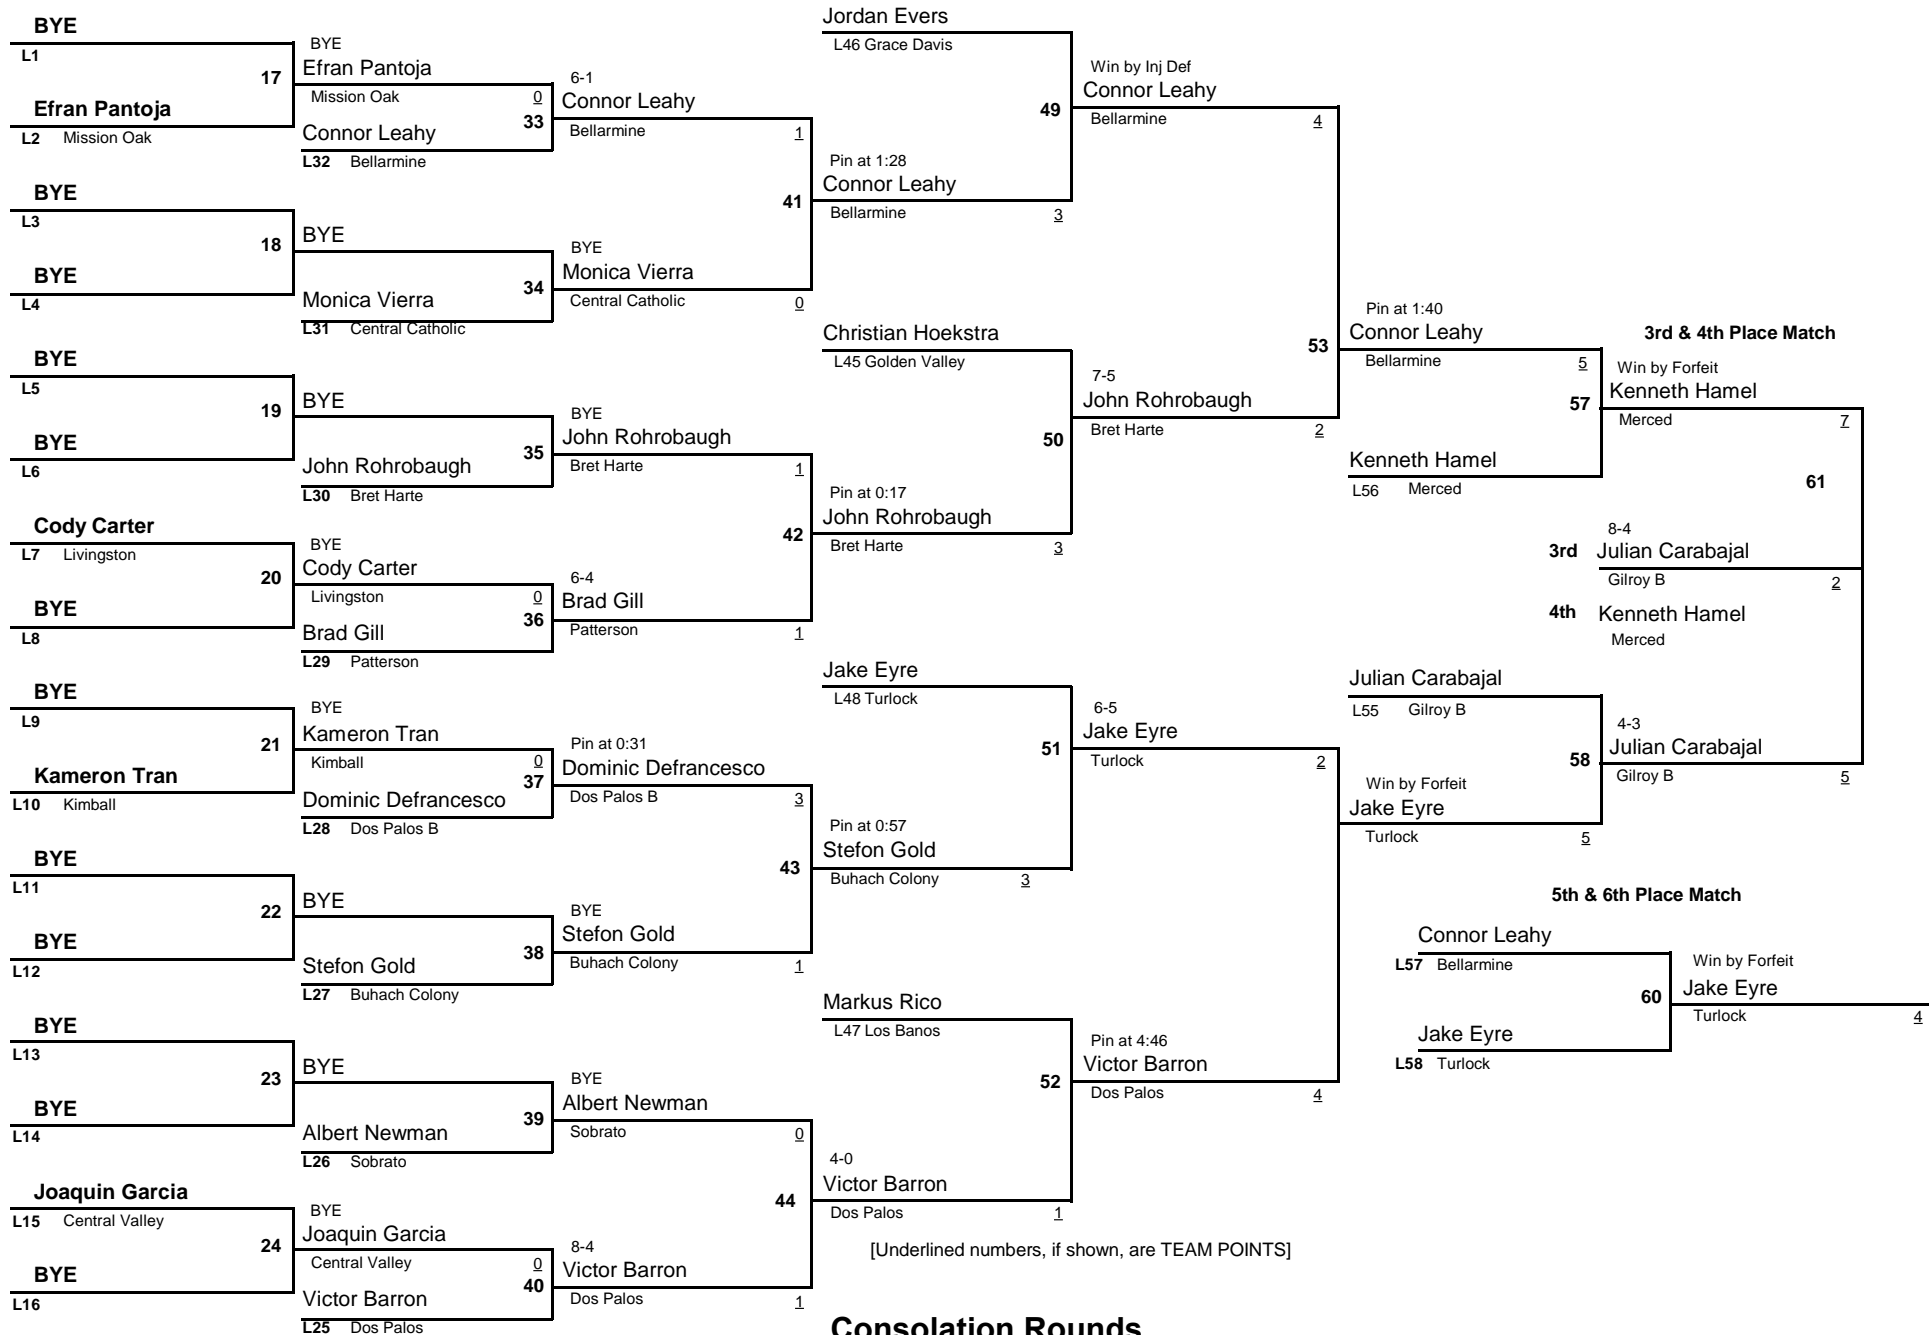 BYE
L1
17
Efran Pantoja
L2 Mission Oak
BYE
L3
18
BYE
L4
BYE
L5
19
BYE
L6
Cody Carter
L7 Livingston
20
BYE
L8
BYE
L9
21
Kameron Tran
L10 Kimball
BYE
L11
22
BYE
L12
BYE
L13
23
BYE
L14
Joaquin Garcia
L15 Central Valley
24
BYE
L16
BYE
Efran Pantoja
Mission Oak 0
33
Connor Leahy
L32 Bellarmine
BYE
34
Monica Vierra
L31 Central Catholic
BYE
35
John Rohrobaugh
L30 Bret Harte
BYE
Cody Carter
Livingston 0
36
Brad Gill
L29 Patterson
BYE
Kameron Tran
Kimball 0
37
Dominic Defrancesco
L28 Dos Palos B
BYE
38
Stefon Gold
L27 Buhach Colony
BYE
39
Albert Newman
L26 Sobrato
BYE
Joaquin Garcia
Central Valley 0
40
Victor Barron
L25 Dos Palos
6-1
Connor Leahy
Bellarmine 1
41
BYE
Monica Vierra
Central Catholic 0
BYE
John Rohrobaugh
Bret Harte 1
42
6-4
Brad Gill
Patterson 1
Pin at 0:31
Dominic Defrancesco
Dos Palos B 3
43
BYE
Stefon Gold
Buhach Colony 1
BYE
Albert Newman
Sobrato 0
44
8-4
Victor Barron
Dos Palos 1
Jordan Evers
L46 Grace Davis
49
Pin at 1:28
Connor Leahy
Bellarmine 3
Christian Hoekstra
L45 Golden Valley
50
Pin at 0:17
John Rohrobaugh
Bret Harte 3
Jake Eyre
L48 Turlock
51
Pin at 0:57
Stefon Gold
Buhach Colony 3
Markus Rico
L47 Los Banos
52
4-0
Victor Barron
Dos Palos 1
[Underlined numbers, if shown, are TEAM POINTS]
Win by Inj Def
Connor Leahy
Bellarmine 4
53
7-5
John Rohrobaugh
Bret Harte 2
6-5
Jake Eyre
Turlock 2
Pin at 4:46
Victor Barron
Dos Palos 4
Pin at 1:40
Connor Leahy
Bellarmine 5
57
Kenneth Hamel
L56 Merced
Julian Carabajal
L55 Gilroy B
58
Win by Forfeit
Jake Eyre
Turlock 5
3rd & 4th Place Match
Win by Forfeit
Kenneth Hamel
Merced 7
61
8-4
3rd Julian Carabajal
Gilroy B 2
4th Kenneth Hamel
Merced
4-3
Julian Carabajal
Gilroy B 5
5th & 6th Place Match
Connor Leahy
L57 Bellarmine
60
Jake Eyre
L58 Turlock
Win by Forfeit
Jake Eyre
Turlock 4
Consolation Rounds